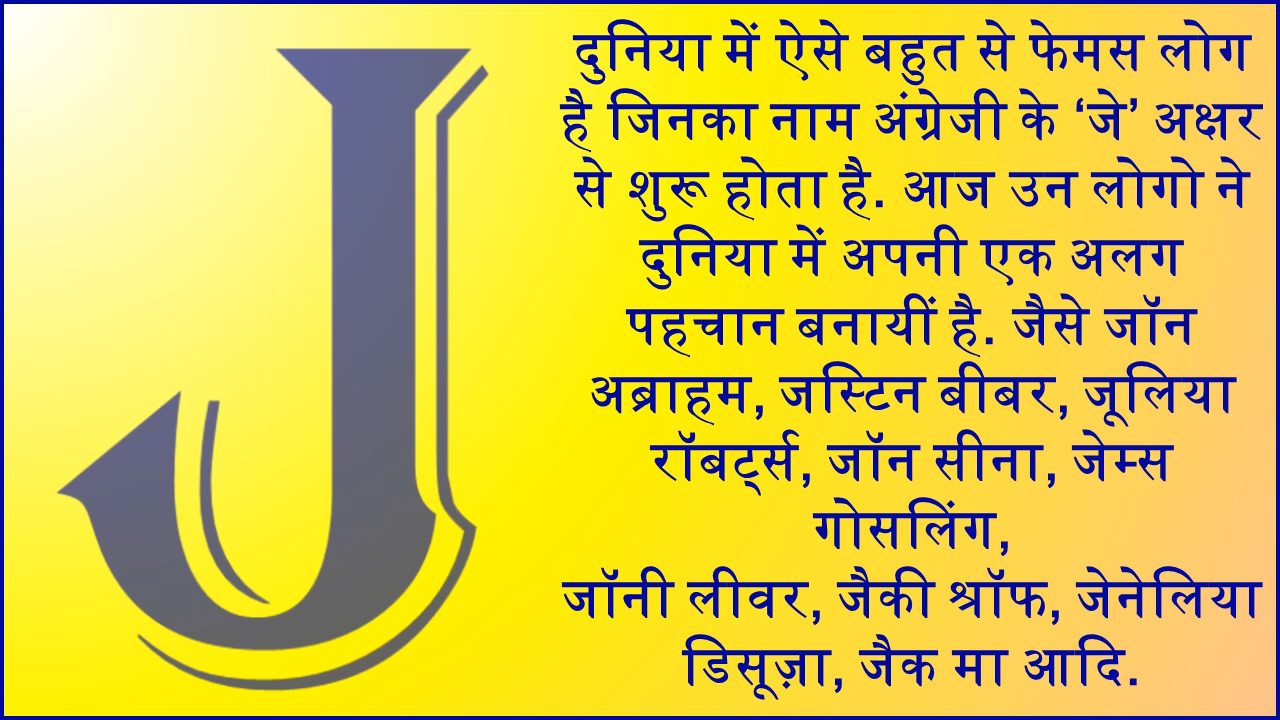 J
दुनिया में ऐसे बहुत से फेमस लोग
है जिनका नाम अंग्रेजी के ‘जे’ अक्षर
से शुरू होता है. आज उन लोगो ने
दुनिया में अपनी एक अलग
पहचान बनायीं है. जैसे जॉन
अब्राहम, जस्टिन बीबर, जूलिया
रॉबर्ट्स, जॉन सीना, जेम्स
गोसलिंग,
जॉनी लीवर, जैकी श्रॉफ, जेनेलिया
डिसूज़ा, जैक मा आदि.